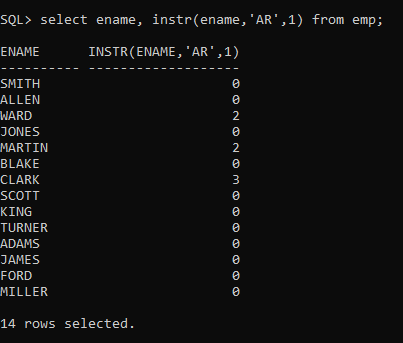 SQL> select ename, instr(ename,'AR',1) from emp;
ENAME      INSTR(ENAME,'AR',1)
---------- -------------------
SMITH                        0
ALLEN                        0
WARD                         2
JONES                        0
MARTIN                       2
BLAKE                        0
CLARK                        3
SCOTT                        0
KING                         0
TURNER                       0
ADAMS                        0
JAMES                        0
FORD                         0
MILLER                       0
14 rows selected.